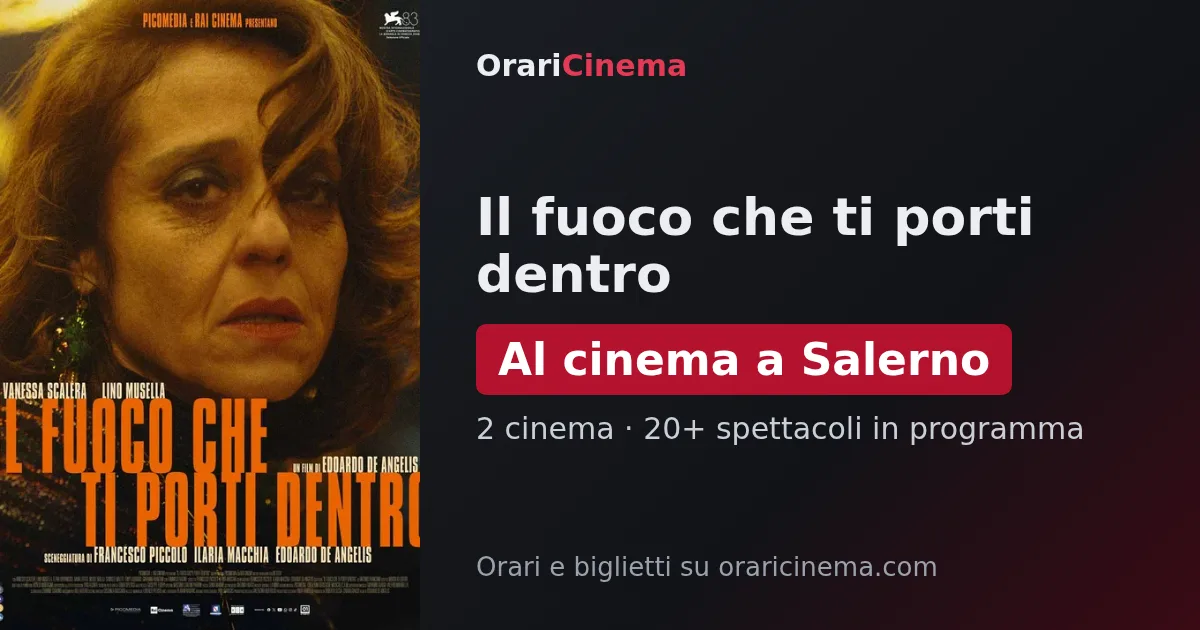 PICOMEDIA E RAI CINEMA PRESENTANO
83
VANESSA SCALERA LINO MUSELLA
L FUOCO CHE
UN FILM DI EDOARDO DE ANGELIS
TI PORTI DENTRO
SCENEGGIATURA DI FRANCESCO PICCOLO ILARIA MACCHIA EDOARDO DE ANGELIS
OrariCinema
Il fuoco che ti porti
dentro
Al cinema a Salerno
2 cinema · 20+ spettacoli in programma
Orari e biglietti su oraricinema.com